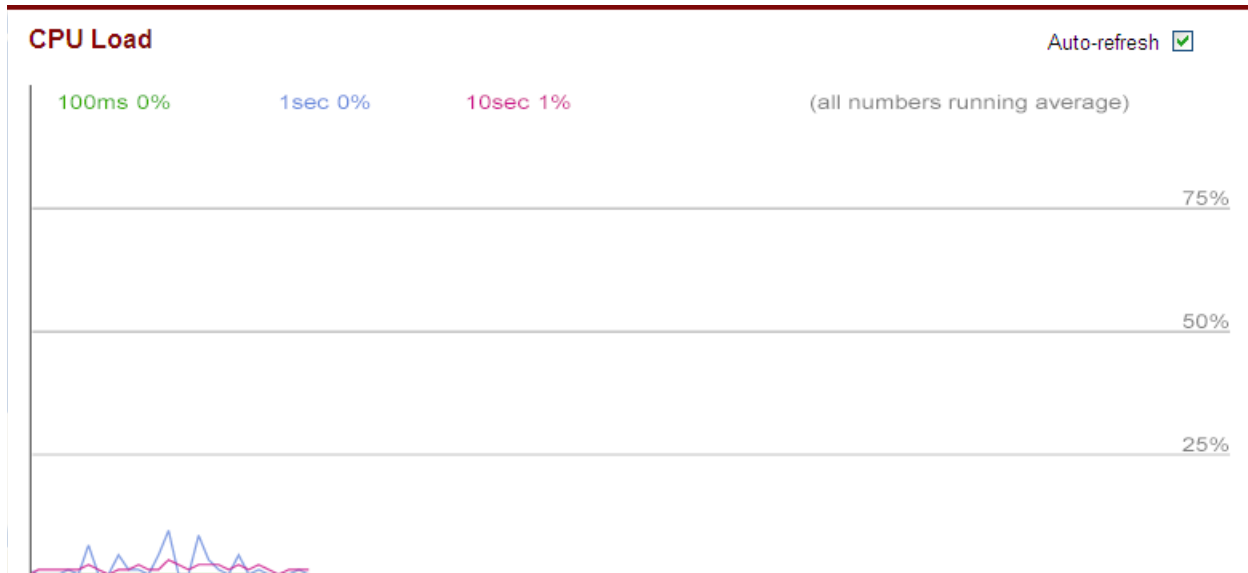 CPU Load
Auto-refresh
100ms 0% 1sec 0% 10sec 1% (all numbers running average)
75%
50%
25%